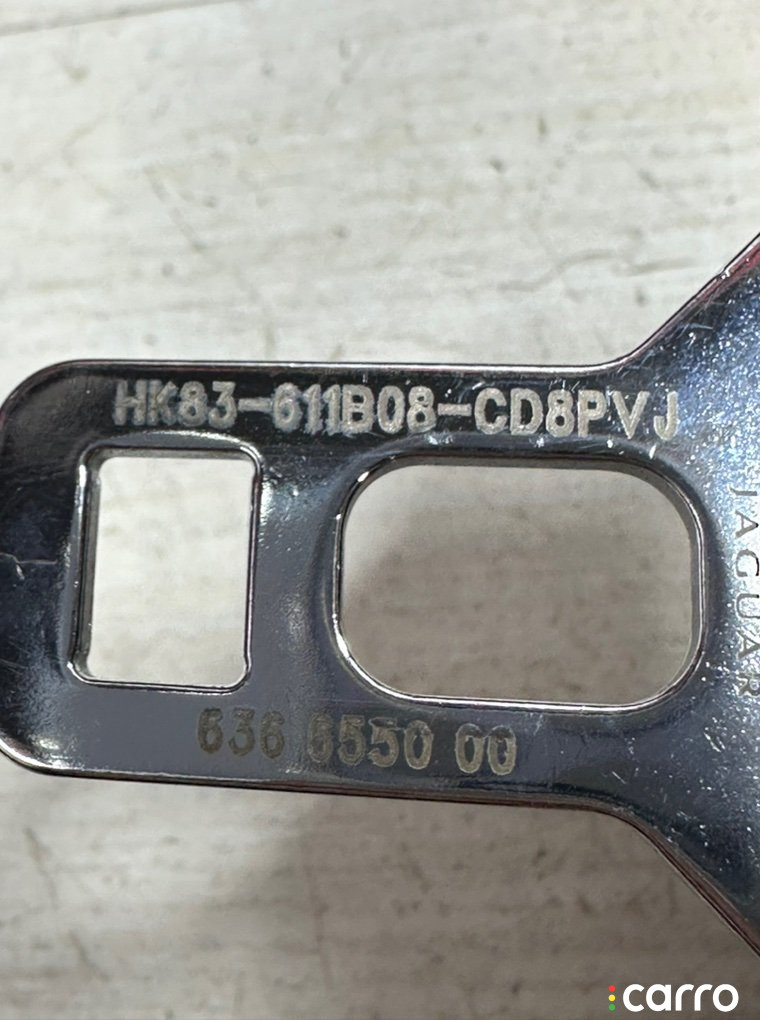 HK83-611B08-CD8PVJ
JAGUAR
636 6550 00
carro